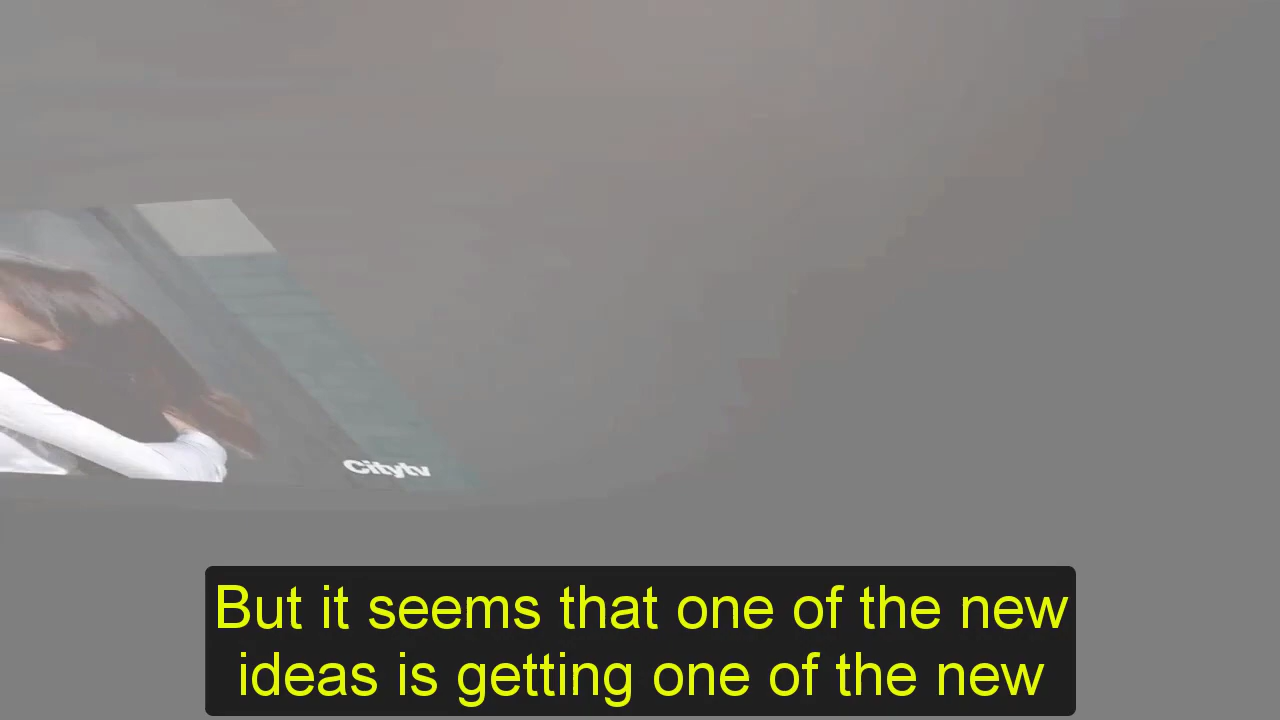 Citytv
But it seems that one of the new
ideas is getting one of the new